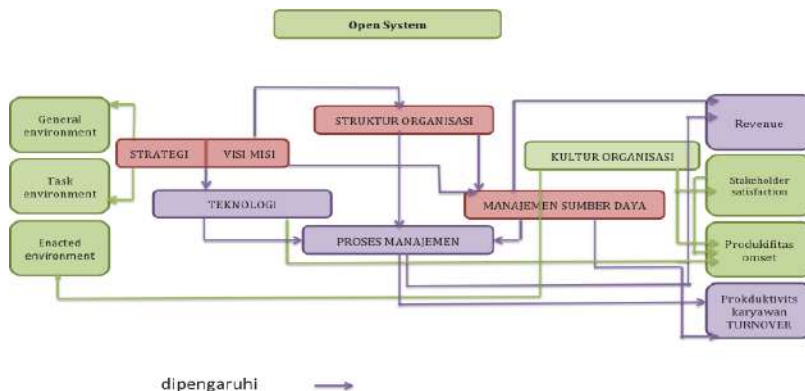 Open System
General
environment
Task
environment
Enacted
environment
STRATEGI
VISI MISI
STRUKTUR ORGANISASI
KULTUR ORGANISASI
TEKNOLOGI
MANAJEMEN SUMBER DAYA
PROSES MANAJEMEN
Revenue
Stakeholder
satisfaction
Produkifitas
omset
Prokduktivits
karyawan
TURNOVER
dipengaruhi